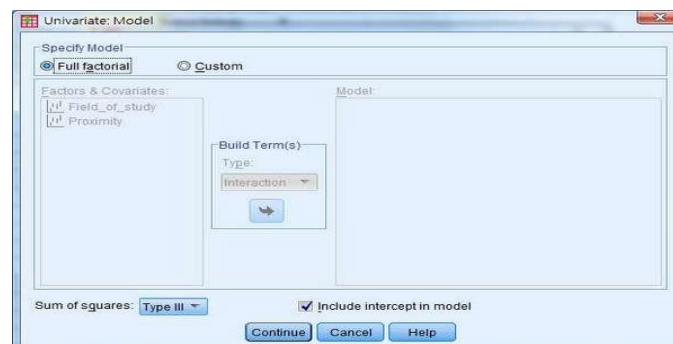 Univariate: Model
Specify Model
Full factorial
Custom
Factors & Covariates:
Model:
Field_of_study
Proximity
Build Term(s)
Type:
Interaction
Sum of squares: Type III
Include intercept in model
Continue Cancel Help